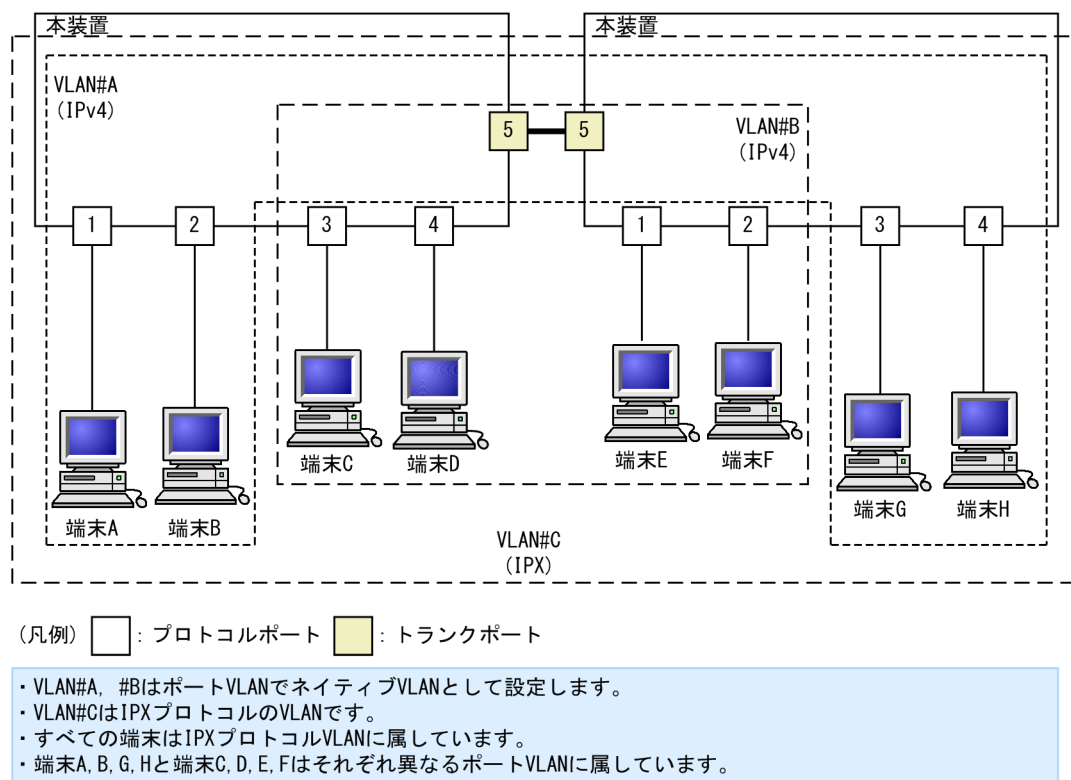 本装置 本装置
VLAN#A
(IPv4)
5 5
VLAN#B
(IPv4)
1 2 3 4 1 2 3 4
端末C 端末D 端末E 端末F
端末A 端末B 端末G 端末H
VLAN#C
(IPX)
(凡例) : プロトコルポート : トランクポート
・VLAN#A, #BはポートVLANでネイティブVLANとして設定します。
・VLAN#CはIPXプロトコルのVLANです。
・すべての端末はIPXプロトコルVLANに属しています。
・端末A,B,G,Hと端末C,D,E,Fはそれぞれ異なるポートVLANに属しています。